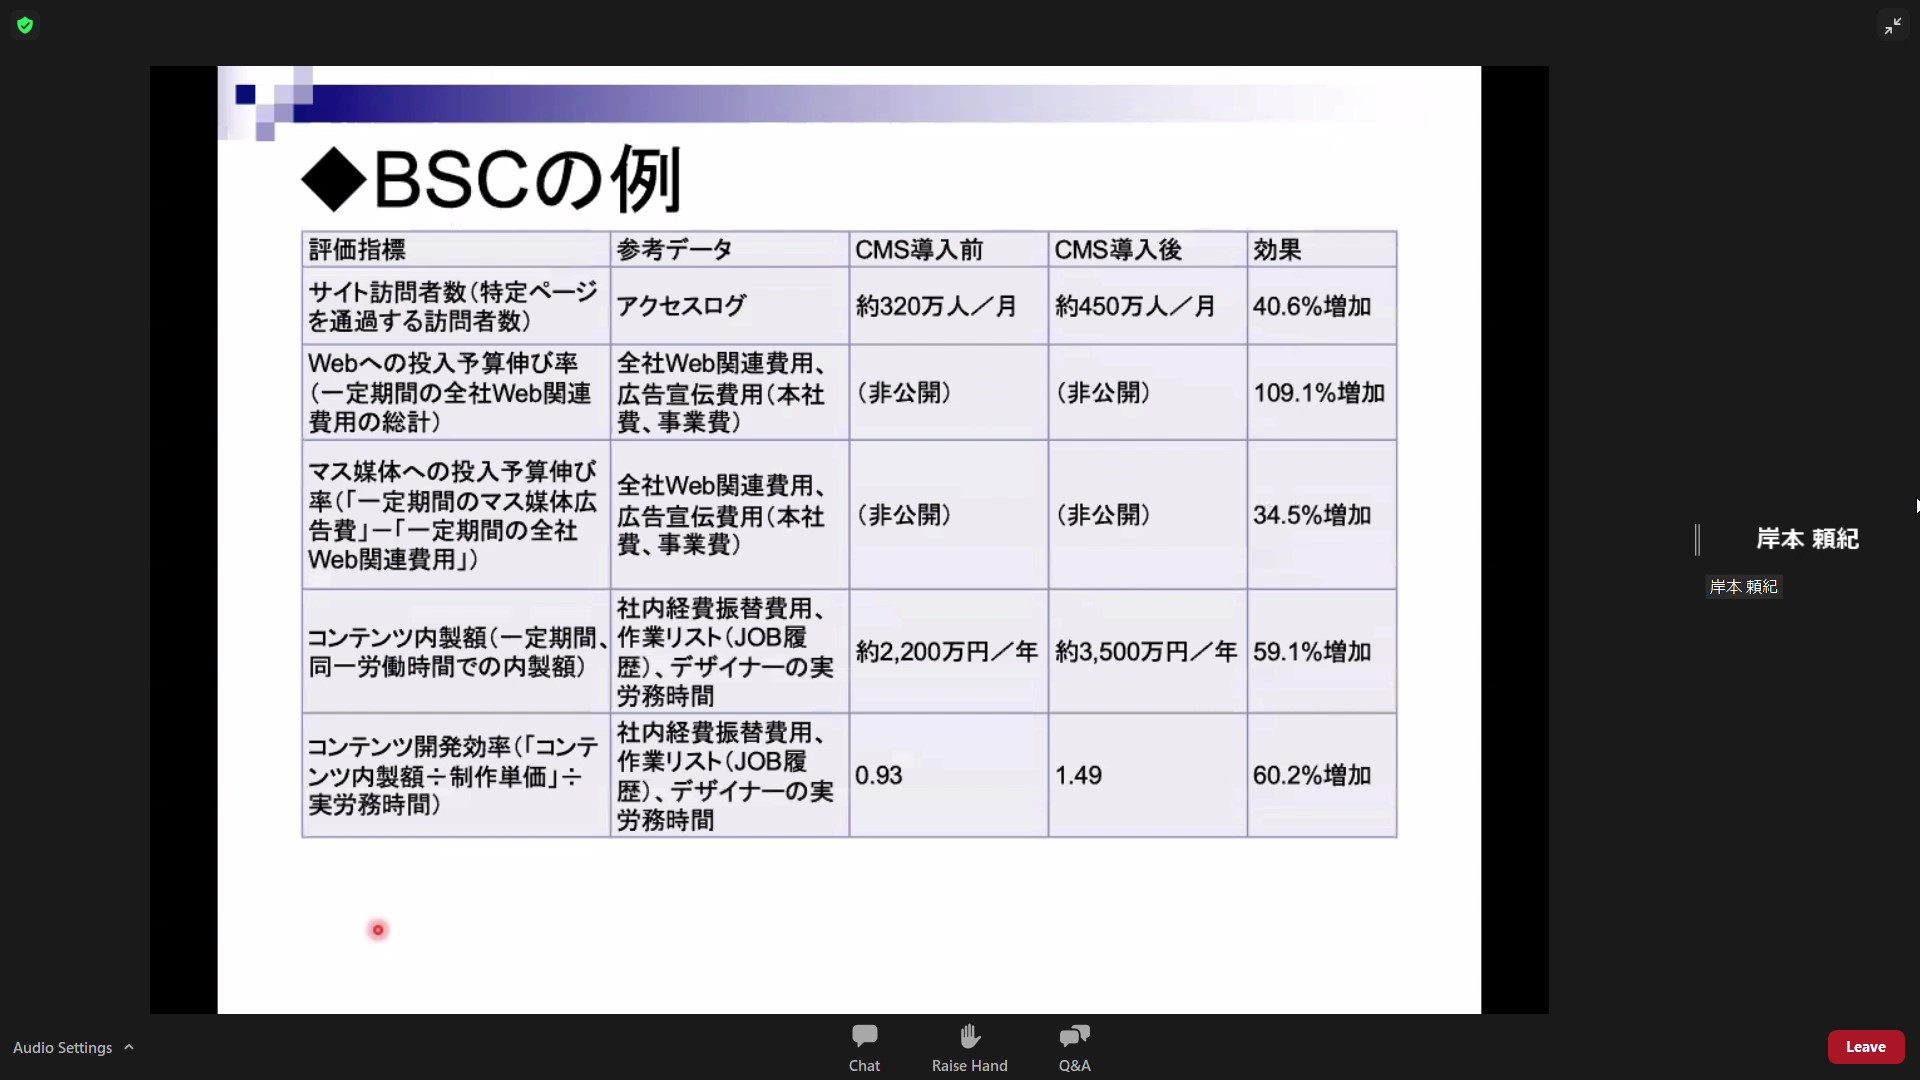 ◆BSCの例
評価指標
参考データ
CMS導入前
CMS導入後
効果
サイト訪問者数(特定ページ
を通過する訪問者数)
アクセスログ
約320万人／月
約450万人／月
40.6%増加
Webへの投入予算伸び率
(一定期間の全社Web関連
費用の総計)
全社Web関連費用、
広告宣伝費用(本社
費、事業費)
(非公開)
(非公開)
109.1%増加
マス媒体への投入予算伸び
率(「一定期間のマス媒体広
告費」－「一定期間の全社
Web関連費用」)
全社Web関連費用、
広告宣伝費用(本社
費、事業費)
(非公開)
(非公開)
34.5%増加
コンテンツ内製額(一定期間、
同一労働時間での内製額)
社内経費振替費用、
作業リスト(JOB履
歴)、デザイナーの実
労務時間
約2,200万円／年
約3,500万円／年
59.1%増加
コンテンツ開発効率(「コンテ
ンツ内製額÷制作単価」÷
実労務時間)
社内経費振替費用、
作業リスト(JOB履
歴)、デザイナーの実
労務時間
0.93
1.49
60.2%増加
岸本 頼紀
岸本 頼紀
Audio Settings
Chat
Raise Hand
Q&A
Leave